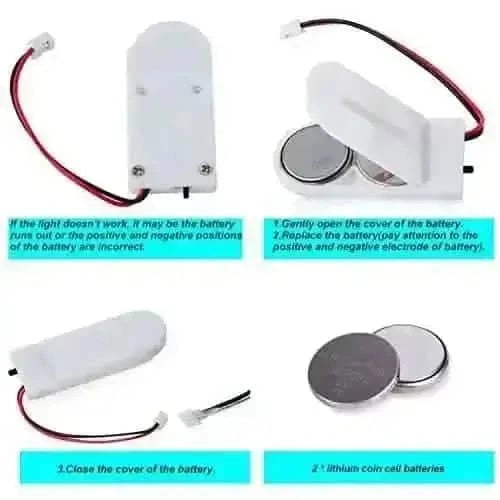 If the light doesn't work, it may be the battery
runs out or the positive and negative positions
of the battery are incorrect.
1.Gently open the cover of the battery.
2.Replace the battery(pay attention to the
positive and negative electrode of battery).
3.Close the cover of the battery.
2 * lithium coin cell batteries